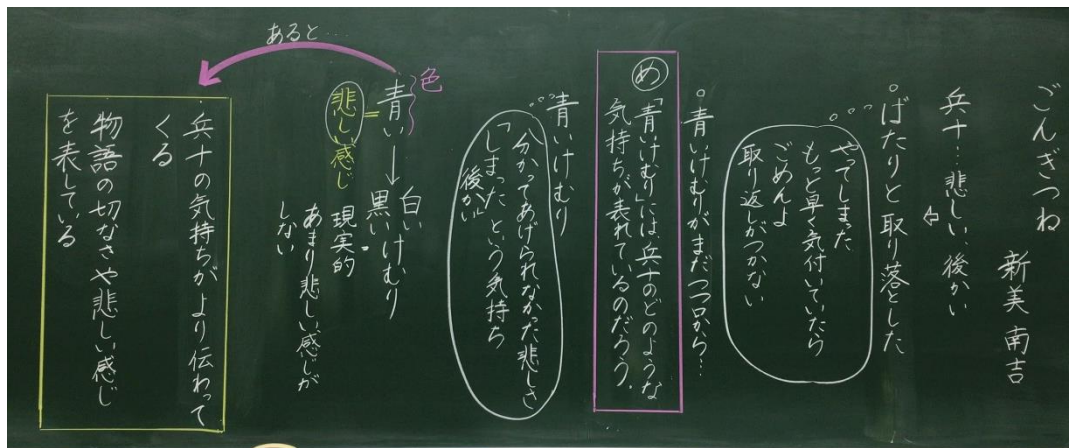 ごんぎつね
新美南吉
兵十…悲しい、後かい
⇦
。ばたりと取り落とした
やってしまった
もっと早く気付いていたら
ごめんよ
取り返しがつかない
。青いけむりがまだつつ口から…
め
「青いけむり」には、兵十のどのような
気持ちが表れているのだろう。
青いけむり
「分かってあげられなかった悲しさ
しまったという気持ち
後かい
色
青い→白い
黒いけむり
=
悲しい感じ
現実的。
あまり悲しい感じが
しない
あると…
・兵十の気持ちがより伝わって
くる
物語の切なさや悲しい感じ
を表している